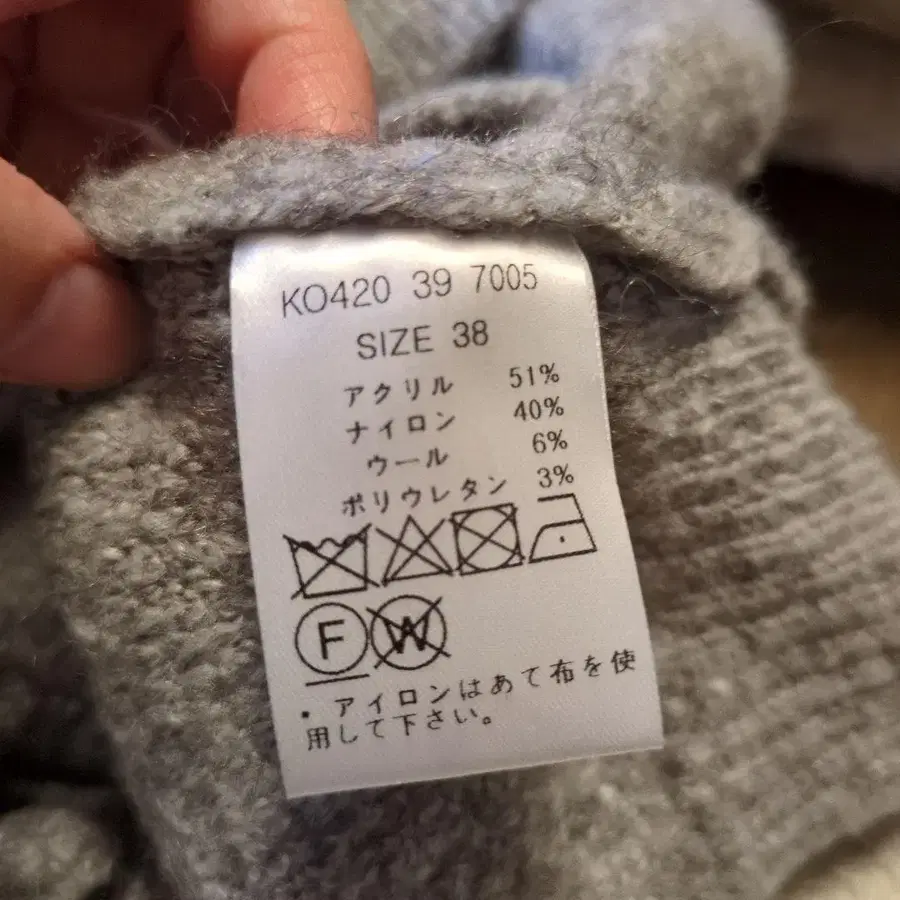 KO420 39 7005
SIZE 38
アクリル 51%
ナイロン 40%
ウール 6%
ポリウレタン 3%
F W
・アイロンはあて布を使
用して下さい。